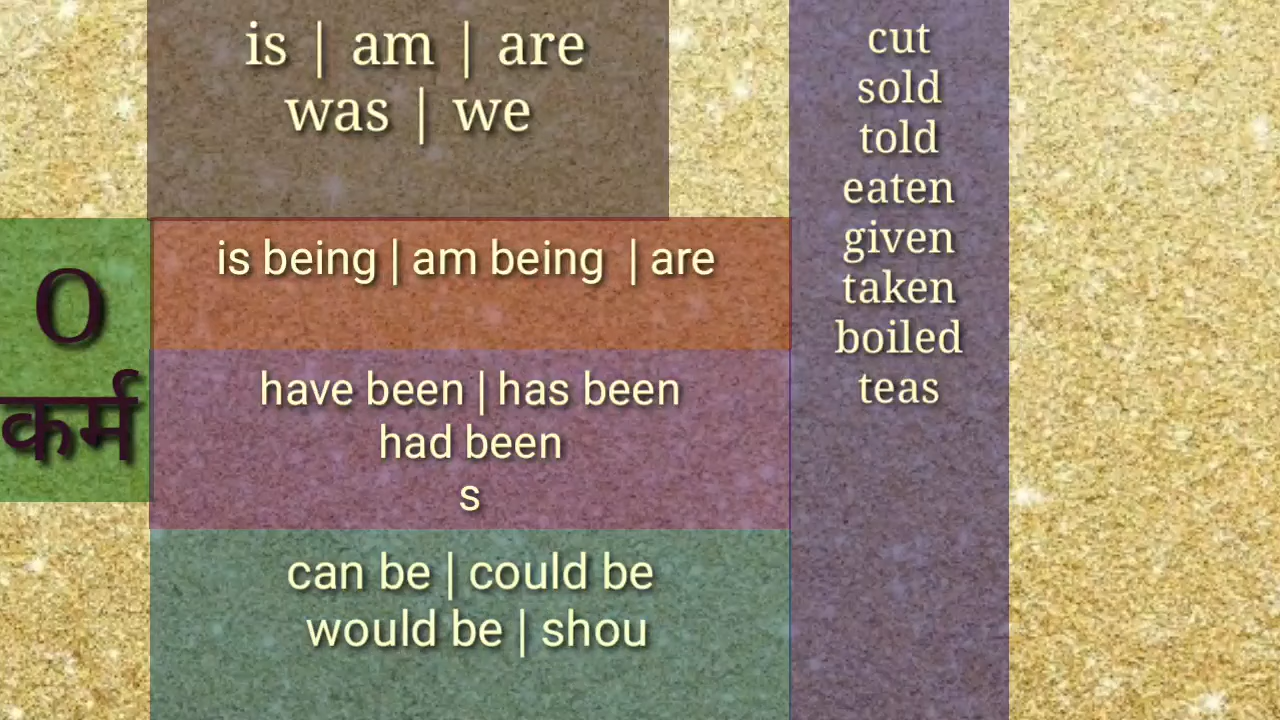 is | am | are
was | we
O
कर्म
is being | am being | are
have been | has been
had been
s
can be | could be
would be | shou
cut
sold
told
eaten
given
taken
boiled
teas